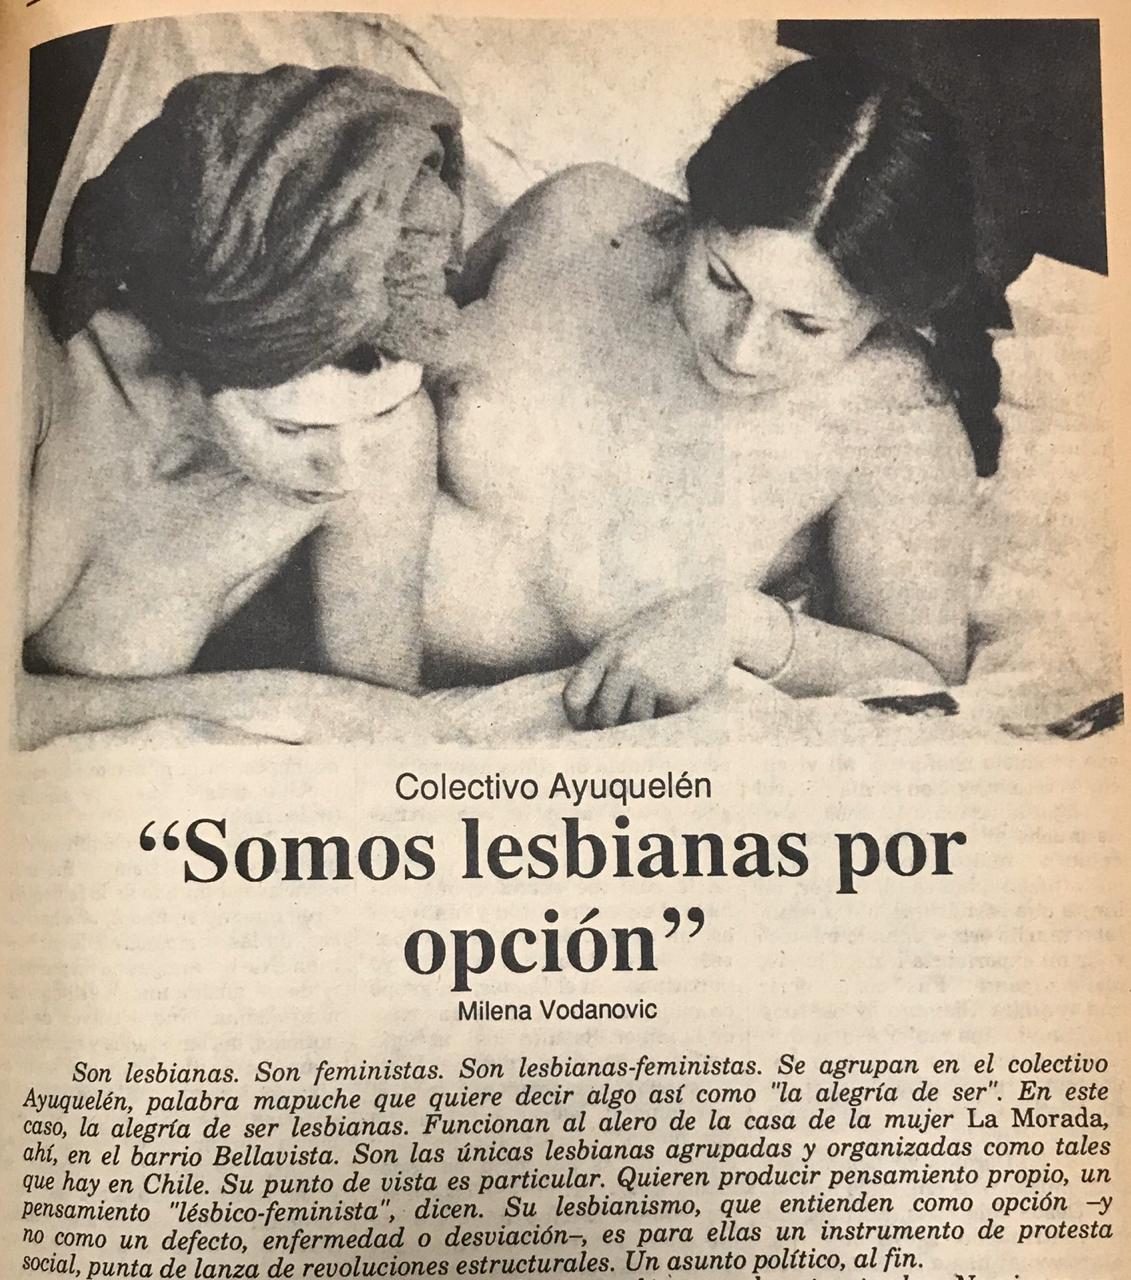 Colectivo Ayuquelén
“Somos lesbianas por
opción”
Milena Vodanovic
Son lesbianas. Son feministas. Son lesbianas-feministas. Se agrupan en el colectivo
Ayuquelén, palabra mapuche que quiere decir algo así como "la alegría de ser". En este
caso, la alegría de ser lesbianas. Funcionan al alero de la casa de la mujer La Morada,
ahí, en el barrio Bellavista. Son las únicas lesbianas agrupadas y organizadas como tales
que hay en Chile. Su punto de vista es particular. Quieren producir pensamiento propio, un
pensamiento "lésbico-feminista", dicen. Su lesbianismo, que entienden como opción –y
no como un defecto, enfermedad o desviación–, es para ellas un instrumento de protesta
social, punta de lanza de revoluciones estructurales. Un asunto político, al fin.